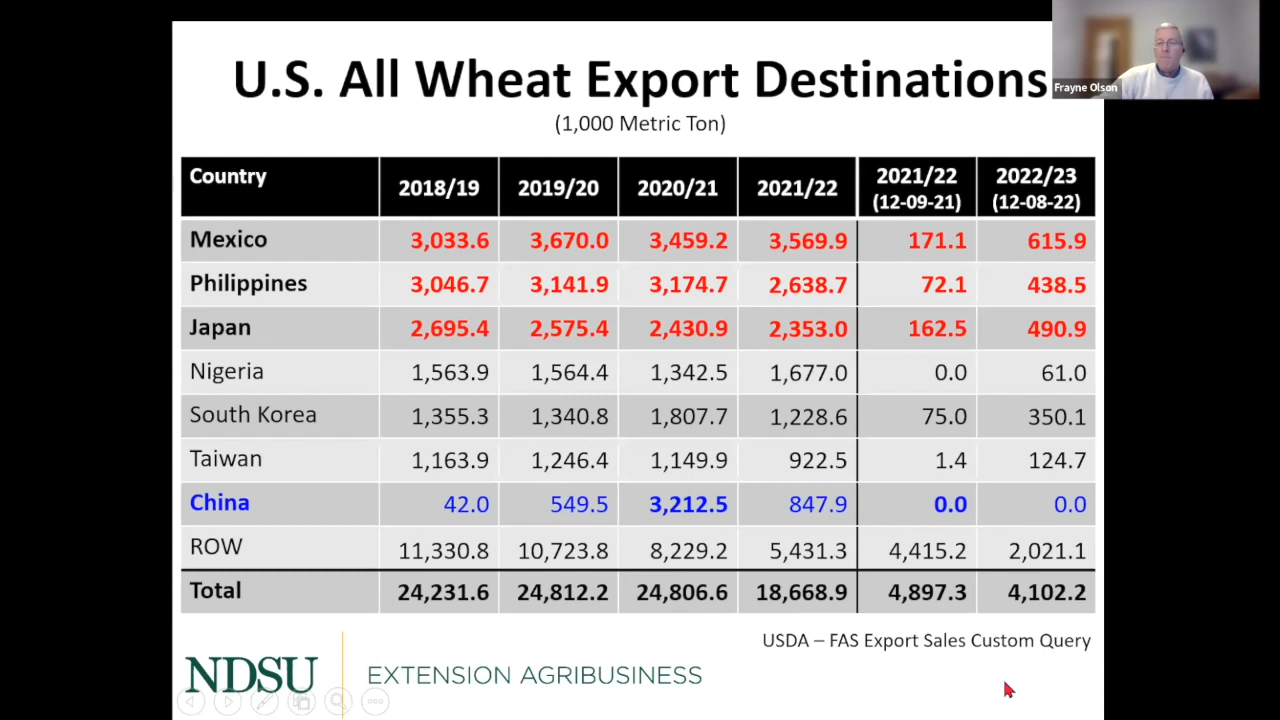 U.S. All Wheat Export Destinations
(1,000 Metric Ton)
Frayne Olson
Country 2018/19 2019/20 2020/21 2021/22 2021/22 (12-09-21) 2022/23 (12-08-22)
Mexico 3,033.6 3,670.0 3,459.2 3,569.9 171.1 615.9
Philippines 3,046.7 3,141.9 3,174.7 2,638.7 72.1 438.5
Japan 2,695.4 2,575.4 2,430.9 2,353.0 162.5 490.9
Nigeria 1,563.9 1,564.4 1,342.5 1,677.0 0.0 61.0
South Korea 1,355.3 1,340.8 1,807.7 1,228.6 75.0 350.1
Taiwan 1,163.9 1,246.4 1,149.9 922.5 1.4 124.7
China 42.0 549.5 3,212.5 847.9 0.0 0.0
ROW 11,330.8 10,723.8 8,229.2 5,431.3 4,415.2 2,021.1
Total 24,231.6 24,812.2 24,806.6 18,668.9 4,897.3 4,102.2
USDA – FAS Export Sales Custom Query
NDSU EXTENSION AGRIBUSINESS